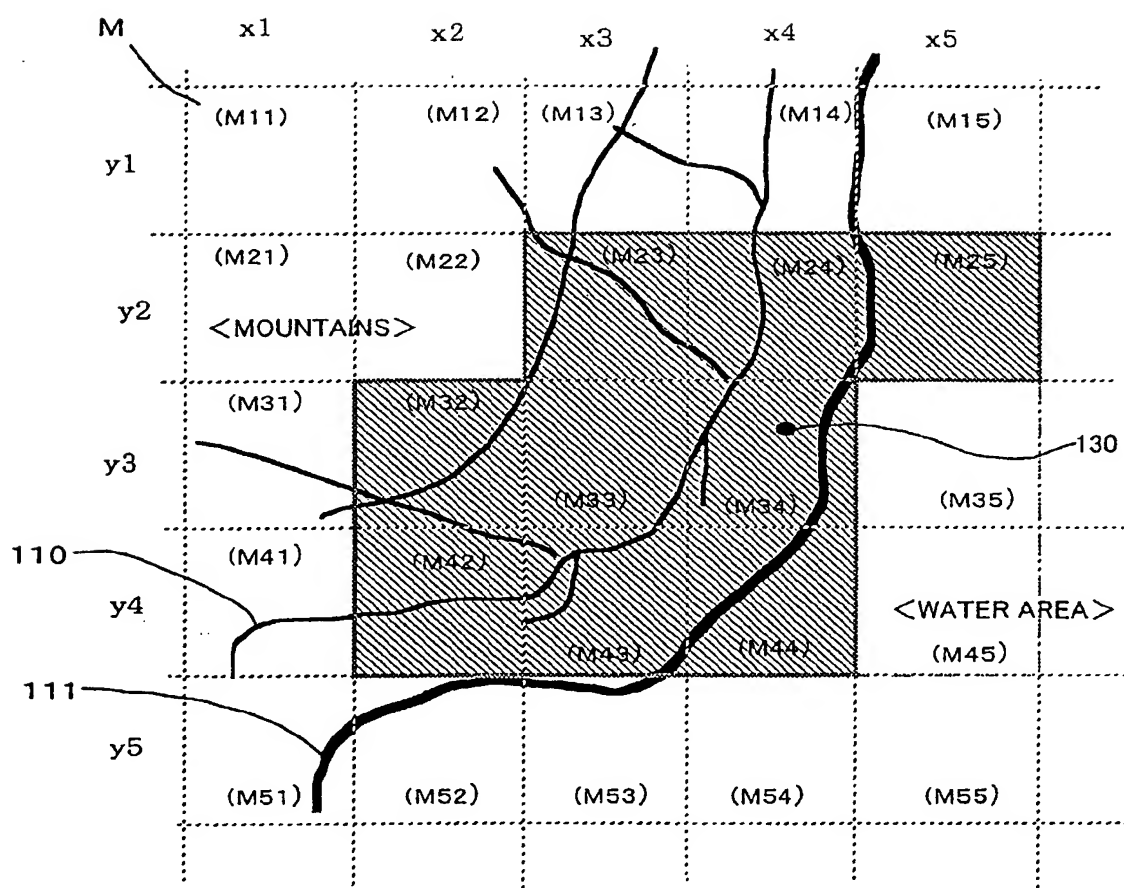 M x1 x2 x3 x4 x5
y1 (M11) (M12) (M13) (M14) (M15)
(M21) (M22) (M23) (M24) (M25)
y2 <MOUNTAINS>
(M31) (M32)
130
y3 (M33) (M34) (M35)
110 (M41) (M42)
y4 <WATER AREA>
(M43) (M44) (M45)
111
y5
(M51) (M52) (M53) (M54) (M55)